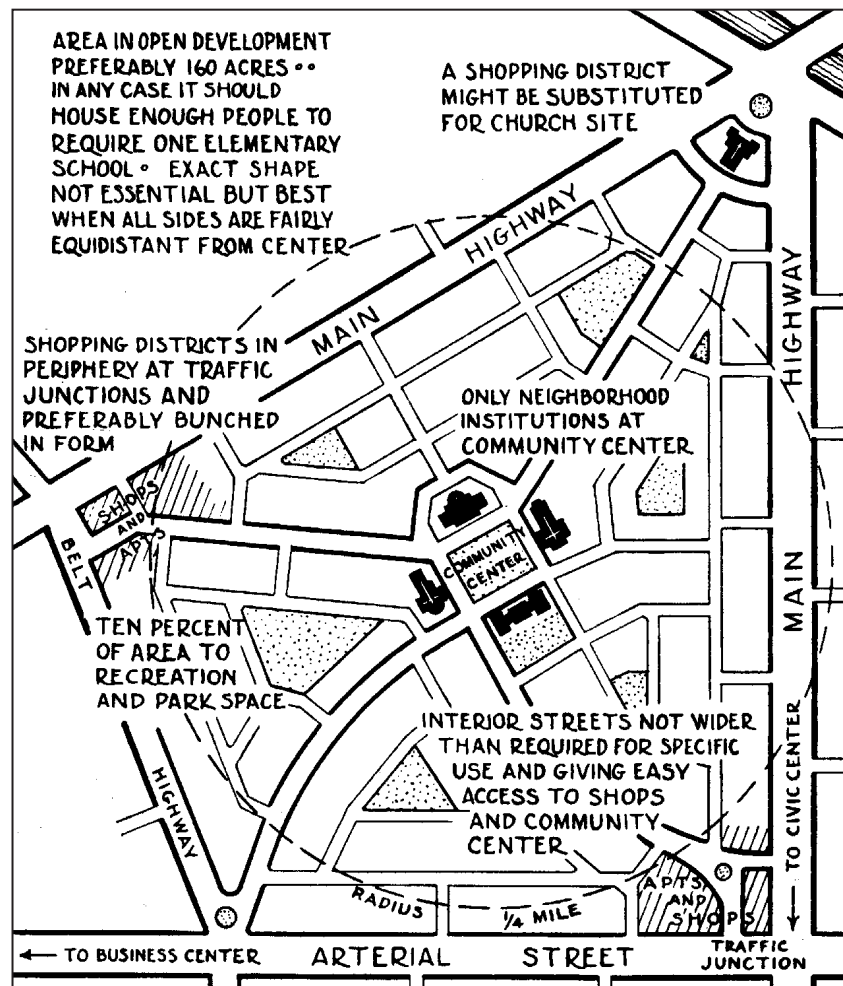 AREA IN OPEN DEVELOPMENT
PREFERABLY 160 ACRES • •
IN ANY CASE IT SHOULD
HOUSE ENOUGH PEOPLE TO
REQUIRE ONE ELEMENTARY
SCHOOL • EXACT SHAPE
NOT ESSENTIAL BUT BEST
WHEN ALL SIDES ARE FAIRLY
EQUIDISTANT FROM CENTER
A SHOPPING DISTRICT
MIGHT BE SUBSTITUTED
FOR CHURCH SITE
MAIN HIGHWAY
SHOPPING DISTRICTS IN
PERIPHERY AT TRAFFIC
JUNCTIONS AND
PREFERABLY BUNCHED
IN FORM
ONLY NEIGHBORHOOD
INSTITUTIONS AT
COMMUNITY CENTER
MAIN HIGHWAY
SHOPS
AND
APTS
BELT HIGHWAY
COMMUNITY
CENTER
TEN PERCENT
OF AREA TO
RECREATION
AND PARK SPACE
INTERIOR STREETS NOT WIDER
THAN REQUIRED FOR SPECIFIC
USE AND GIVING EASY
ACCESS TO SHOPS
AND COMMUNITY
CENTER
TO CIVIC CENTER
RADIUS 1/4 MILE
APTS
AND
SHOPS
TO BUSINESS CENTER
ARTERIAL STREET
TRAFFIC
JUNCTION